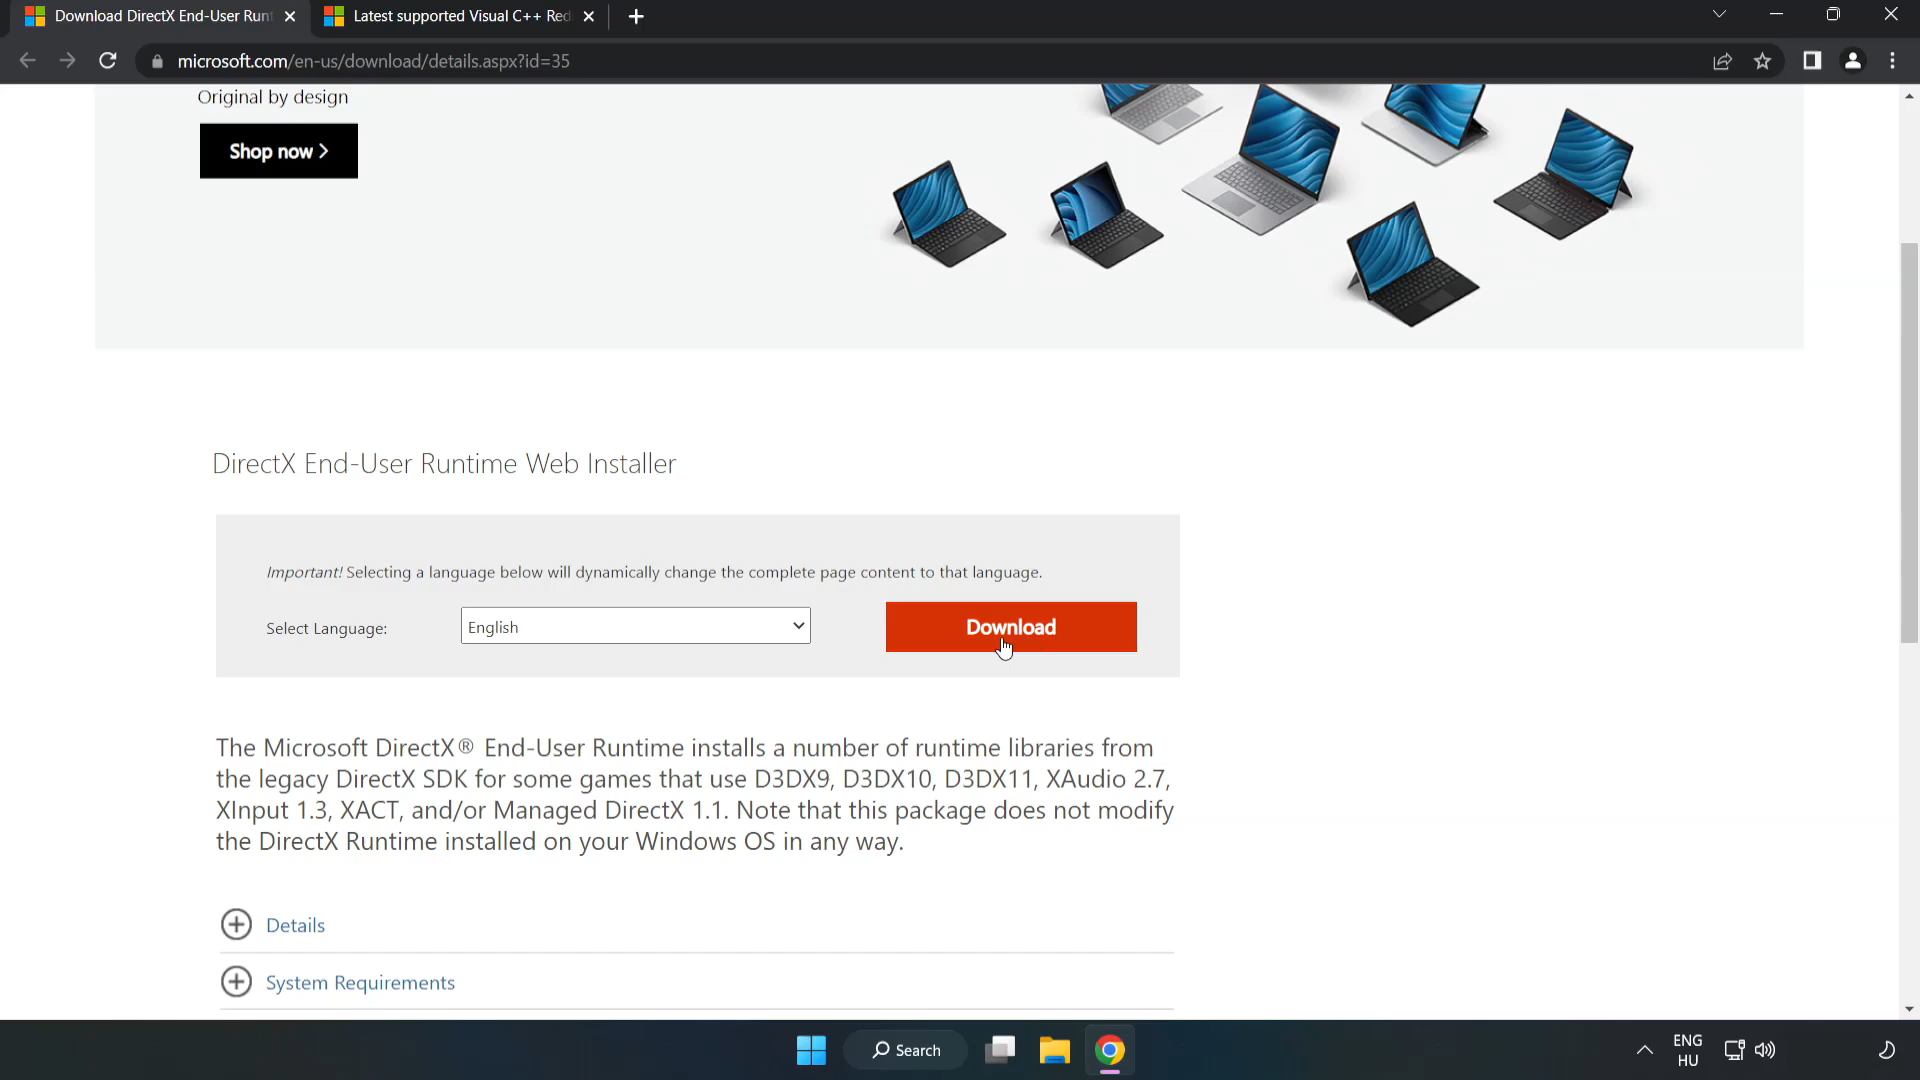 Download DirectX End-User Runt
Latest supported Visual C++ Red
microsoft.com/en-us/download/details.aspx?id=35
Original by design
Shop now
DirectX End-User Runtime Web Installer
Important! Selecting a language below will dynamically change the complete page content to that language.
Select Language:
English
Download
The Microsoft DirectX® End-User Runtime installs a number of runtime libraries from
the legacy DirectX SDK for some games that use D3DX9, D3DX10, D3DX11, XAudio 2.7,
XInput 1.3, XACT, and/or Managed DirectX 1.1. Note that this package does not modify
the DirectX Runtime installed on your Windows OS in any way.
Details
System Requirements
Search
ENG
HU